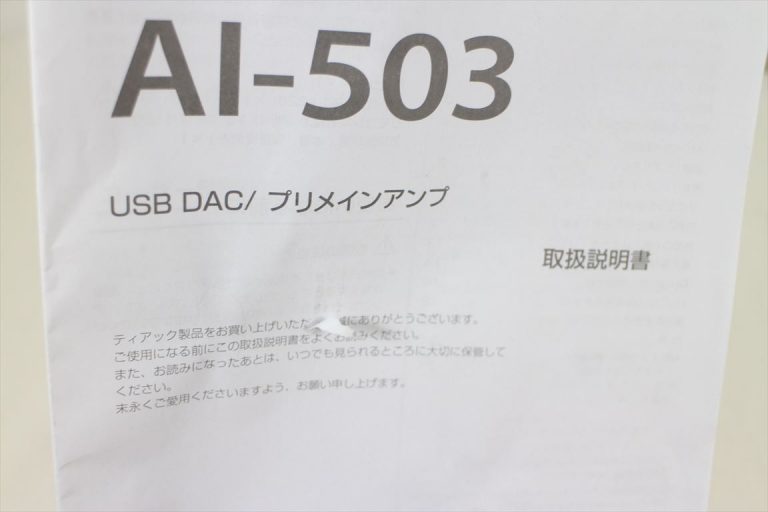 AI-503
USB DAC/ プリメインアンプ
取扱説明書
ティアック製品をお買い上げいただ 誠にありがとうございます。
ご使用になる前にこの取扱説明書をよくお読みください。
また、お読みになったあとは、いつでも見られるところに大切に保管して
ください。
末永くご愛用くださいますよう、お願い申し上げます。